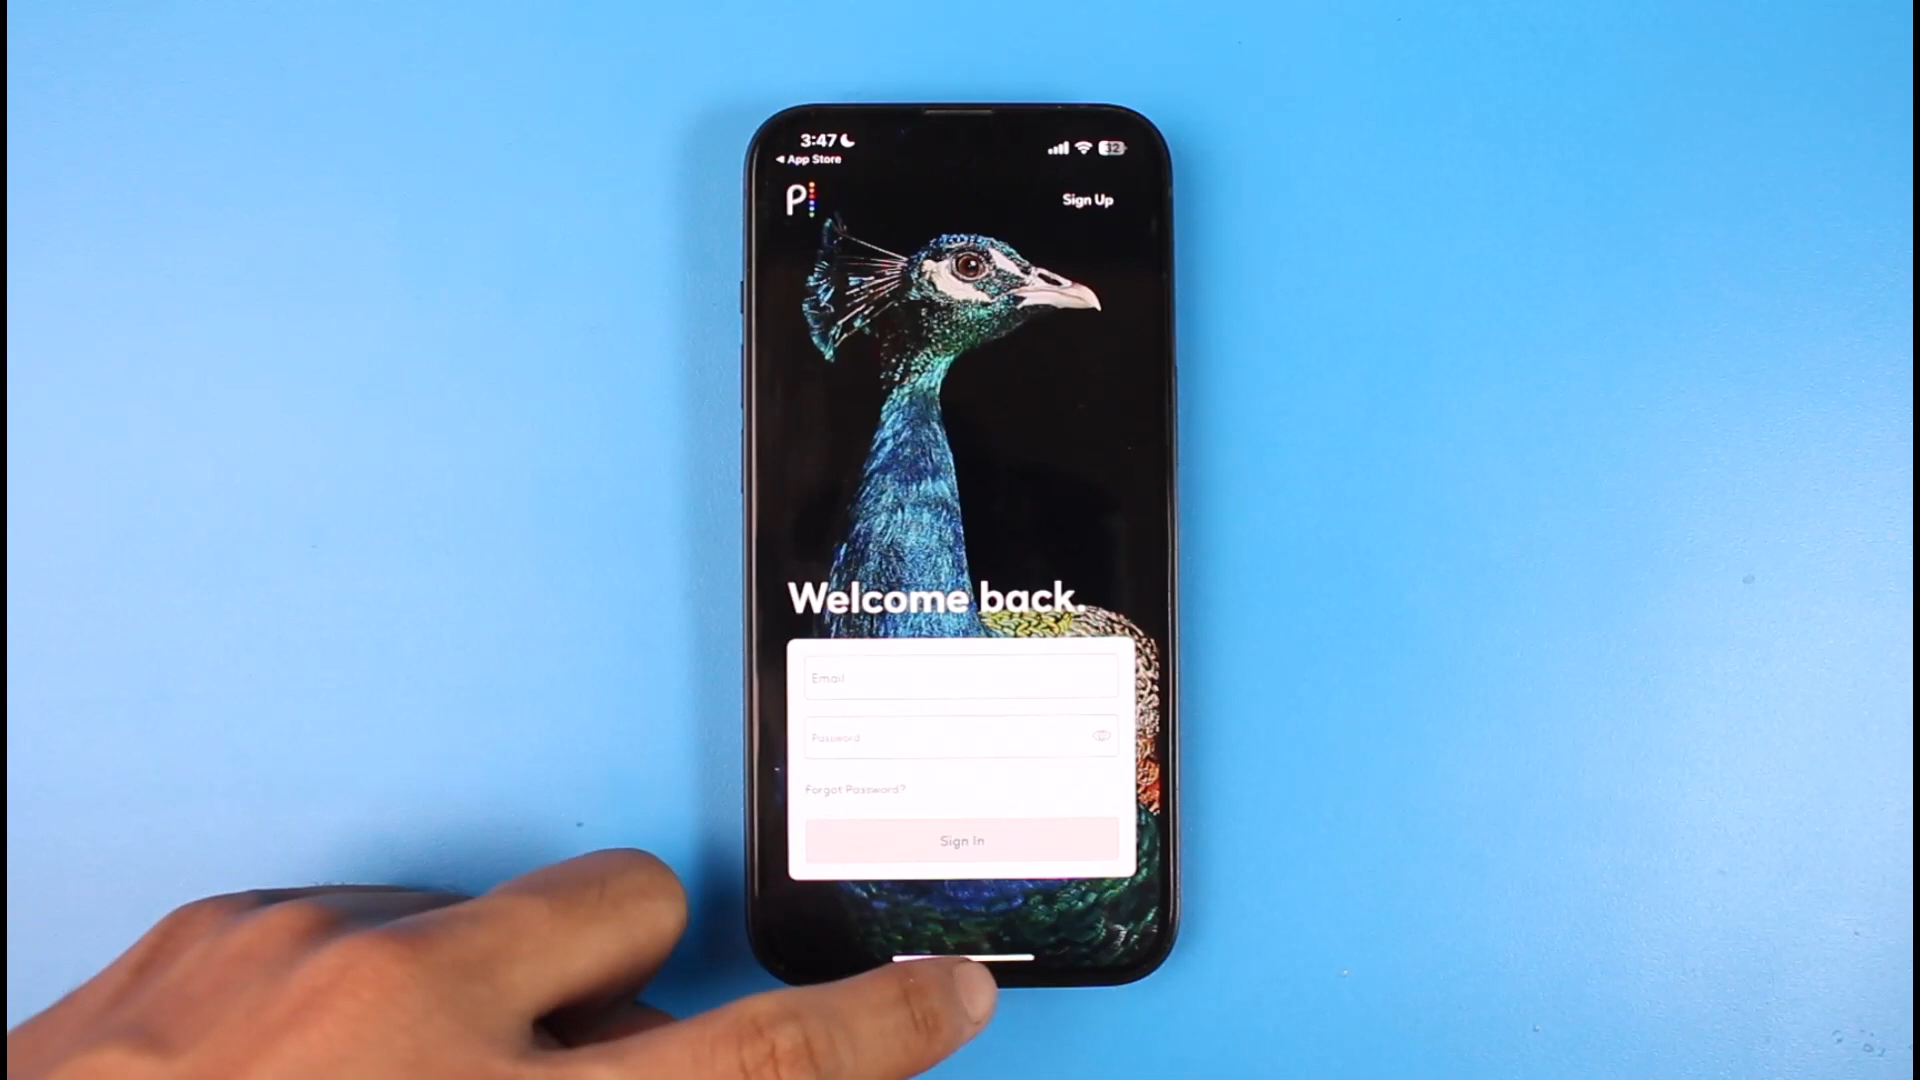 3:47
32
◀ App Store
P
Sign Up
Welcome back.
Email
Password
Forgot Password?
Sign In